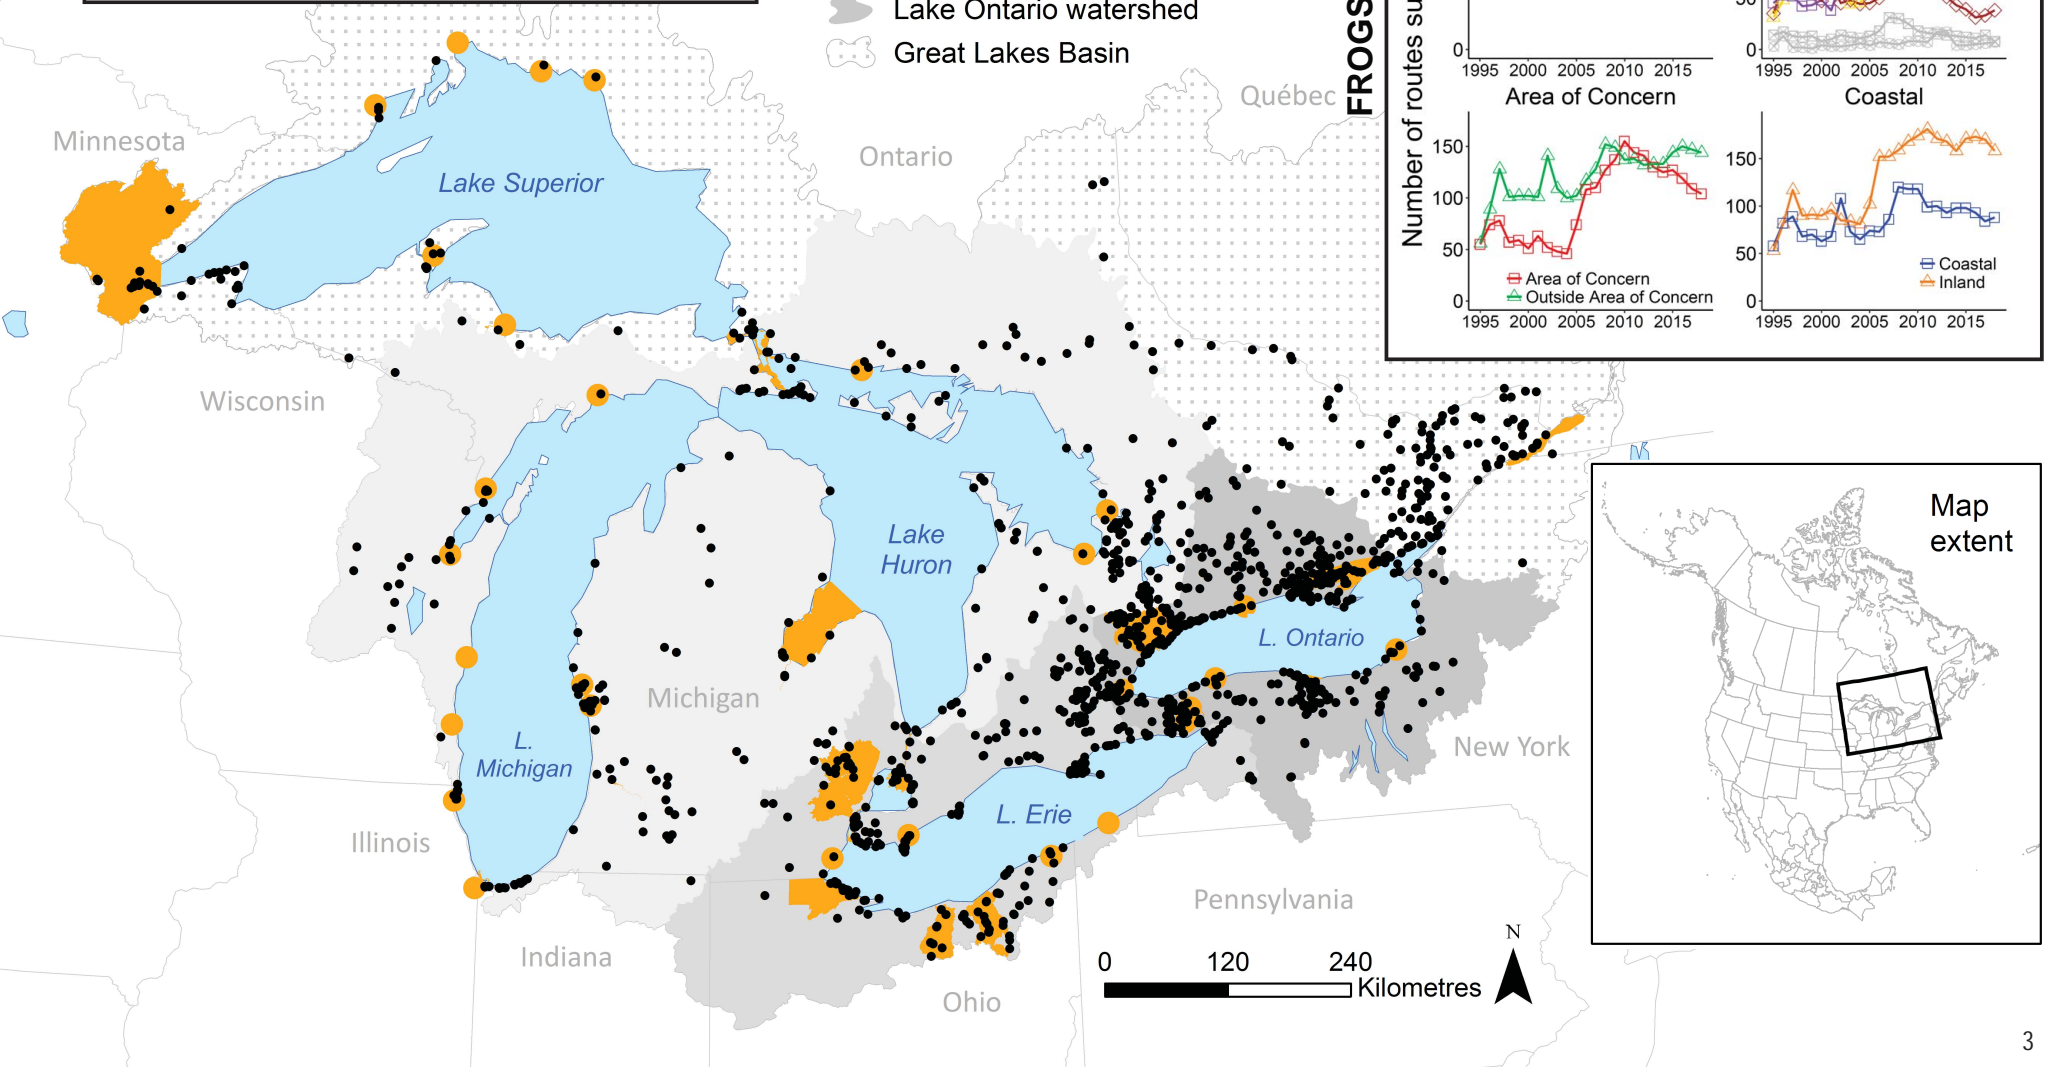 Lake Ontario watershed
Great Lakes Basin
Minnesota
Ontario
Québec
Lake Superior
Wisconsin
Lake
Huron
Michigan
L.
Michigan
L. Ontario
New York
L. Erie
Illinois
Indiana
Ohio
Pennsylvania
0 120 240
Kilometres
N
FROGS
Number of routes su
0
1995 2000 2005 2010 2015
50
0
1995 2000 2005 2010 2015
Area of Concern
150
100
50
0
Area of Concern
Outside Area of Concern
1995 2000 2005 2010 2015
Coastal
150
100
50
0
Coastal
Inland
1995 2000 2005 2010 2015
Map
extent
3